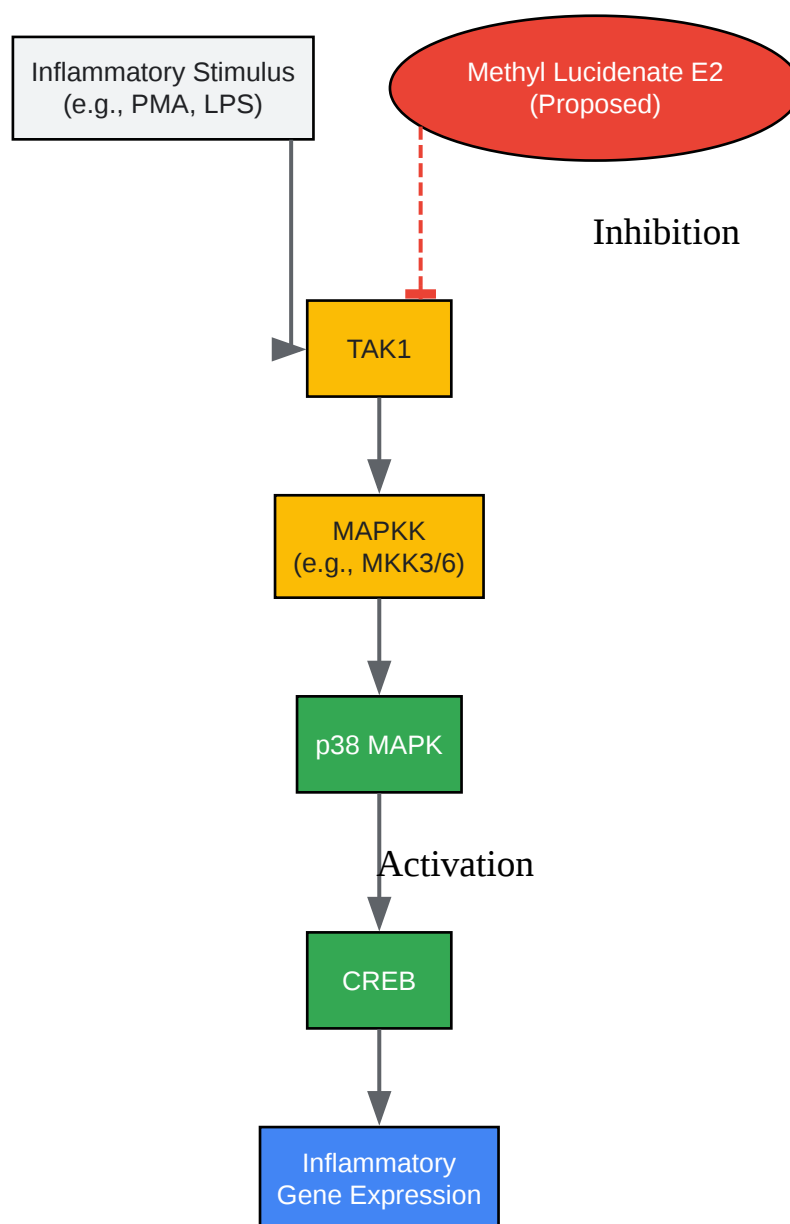 Inflammatory Stimulus
(e.g., PMA, LPS)
Methyl Lucidenate E2
(Proposed)
Inhibition
TAK1
MAPKK
(e.g., MKK3/6)
p38 MAPK
Activation
CREB
Inflammatory
Gene Expression